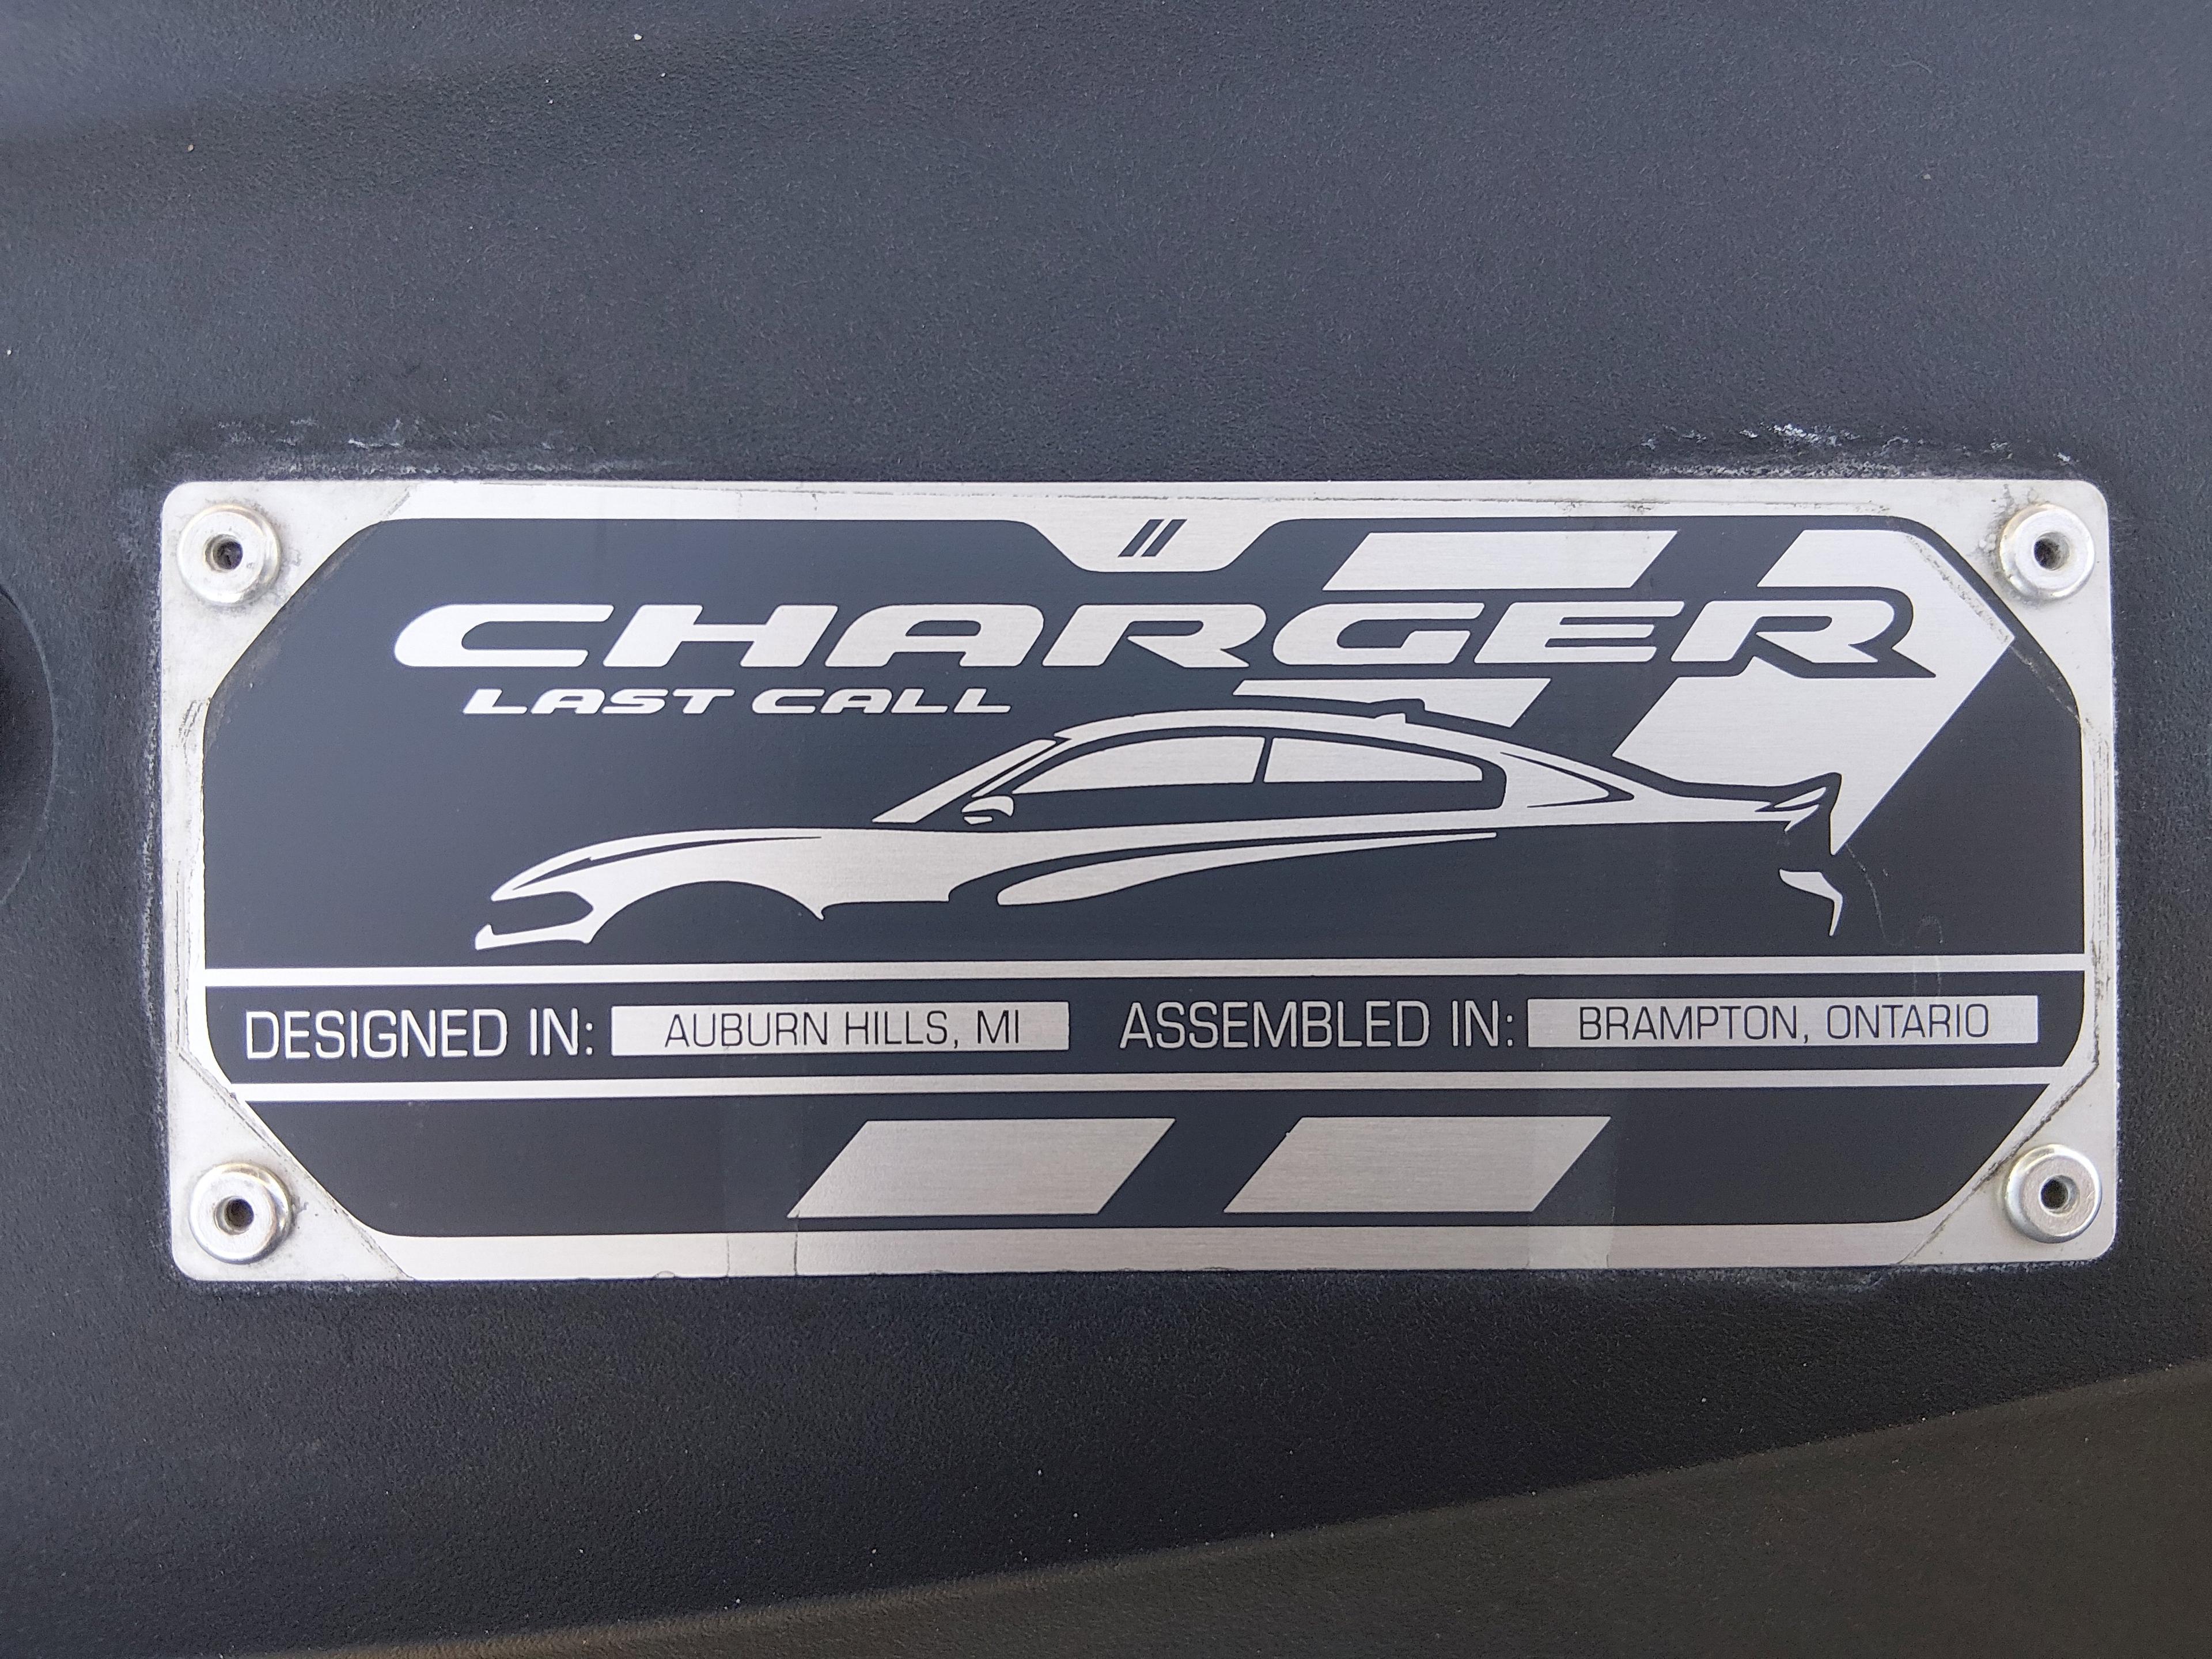 CHARGER
LAST CALL
DESIGNED IN: AUBURN HILLS, MI ASSEMBLED IN: BRAMPTON, ONTARIO